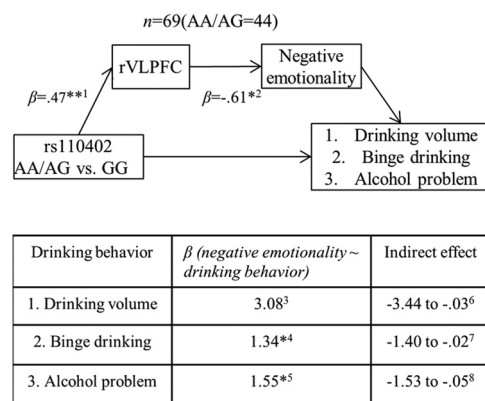 n=69(AA/AG=44)
rVLPFC
Negative
emotionality
β=.47**1
β=-.61*2
rs110402
AA/AG vs. GG
1. Drinking volume
2. Binge drinking
3. Alcohol problem
Drinking behavior
β (negative emotionality ~
drinking behavior)
Indirect effect
1. Drinking volume
3.08³
-3.44 to -.03⁶
2. Binge drinking
1.34*⁴
-1.40 to -.02⁷
3. Alcohol problem
1.55*⁵
-1.53 to -.05⁸